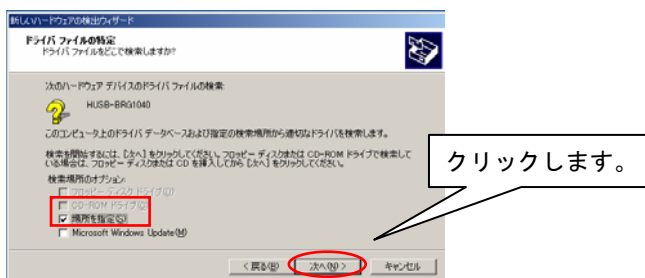 新しいハードウェアの検出ウィザード
ドライバ ファイルの特定
ドライバ ファイルをどこで検索しますか?
次のハードウェア デバイスのドライバ ファイルの検索:
HUSB-BRG1040
このコンピュータ上のドライバ データベースおよび指定の検索場所から適切なドライバを検索します。
検索を開始するには、[次へ] をクリックしてください。フロッピー ディスクまたは CD-ROM ドライブで検索して
いる場合は、フロッピー ディスクまたは CD を挿入してから [次へ] をクリックしてください。
検索場所のオプション:
フロッピー ディスク ドライブ(D)
CD-ROM ドライブ(C)
場所を指定(S)
Microsoft Windows Update(M)
< 戻る(B)
次へ(N) >
キャンセル
クリックします。